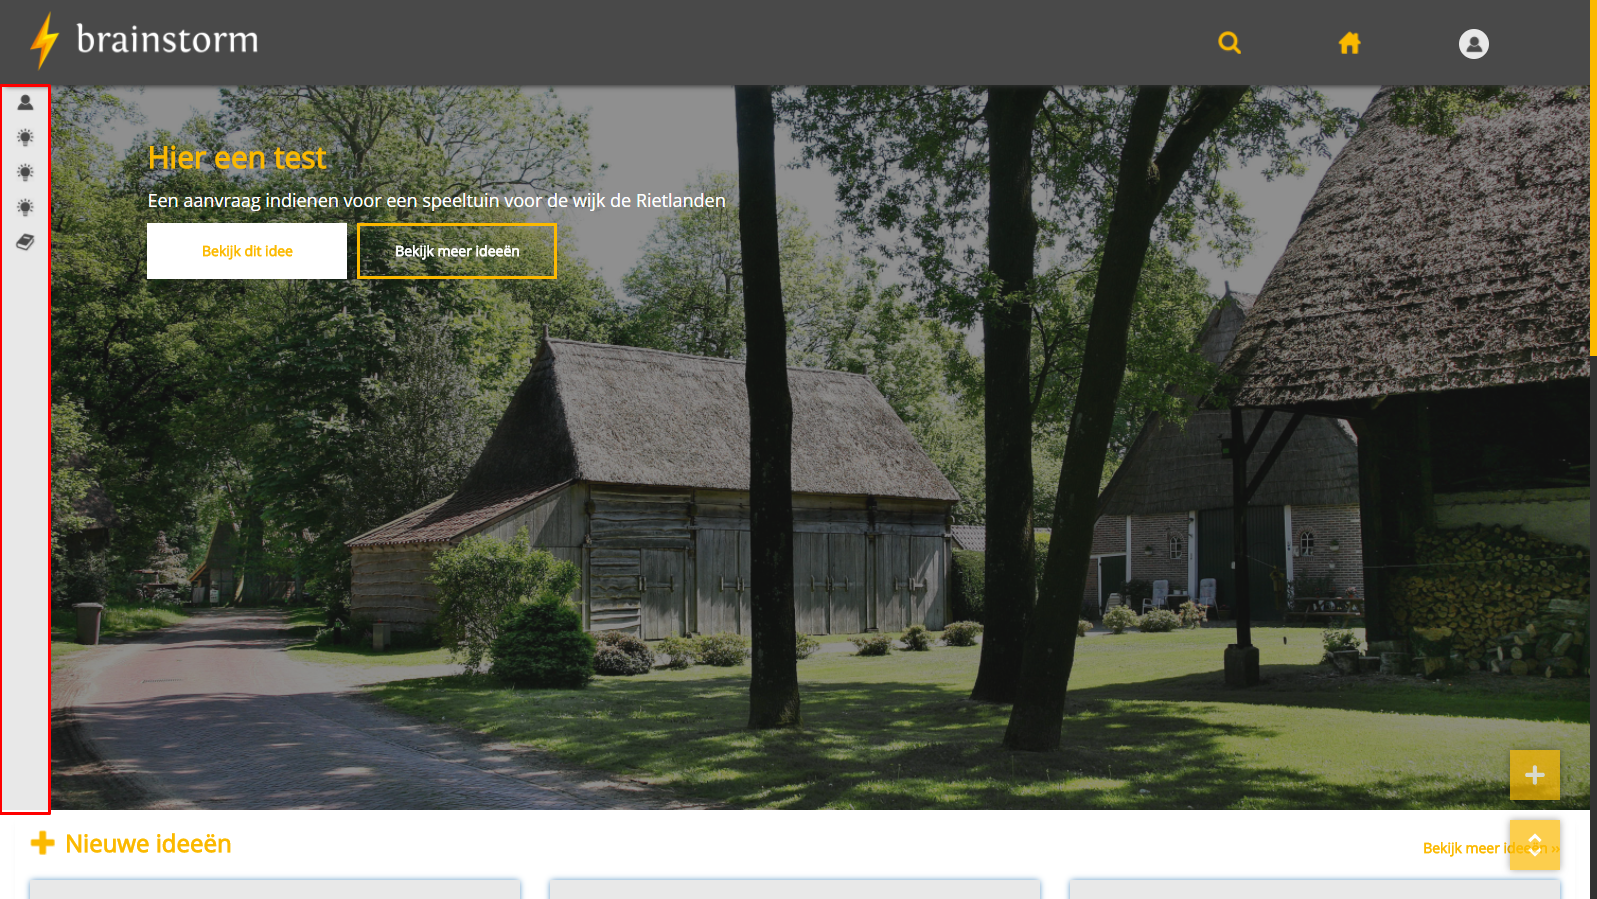 brainstorm
Hier een test
Een aanvraag indienen voor een speeltuin voor de wijk de Rietlanden
Bekijk dit idee
Bekijk meer ideeën
Nieuwe ideeën
Bekijk meer ideeën ››